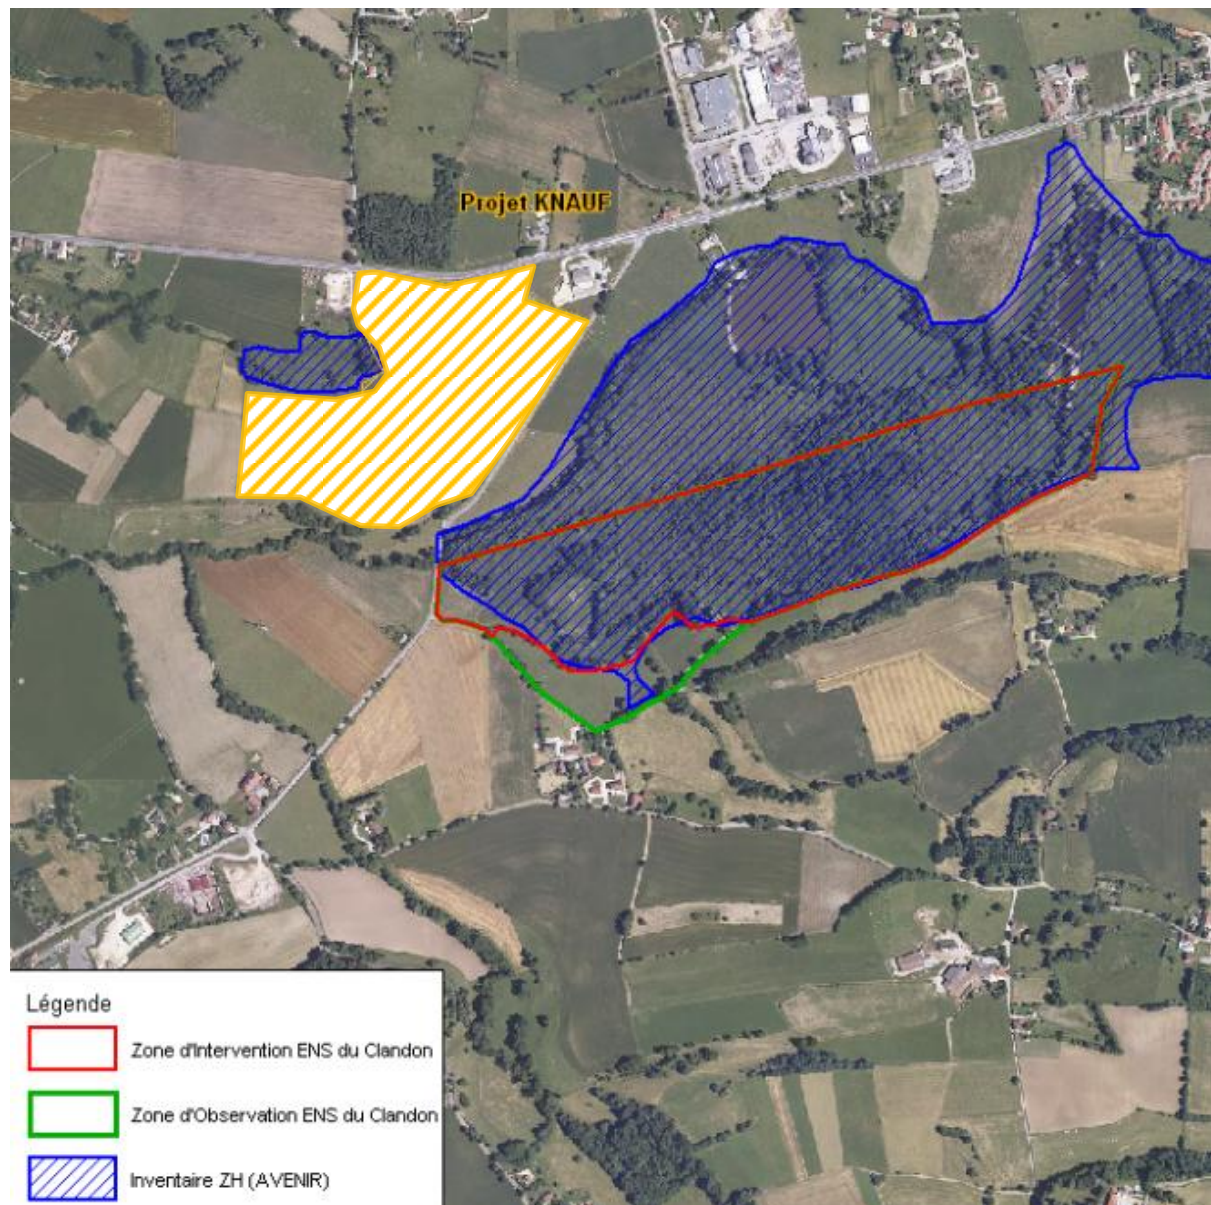 Projet KNAUF
Légende
Zone d'Intervention ENS du Clandon
Zone d'Observation ENS du Clandon
Inventaire ZH (AVENIR)